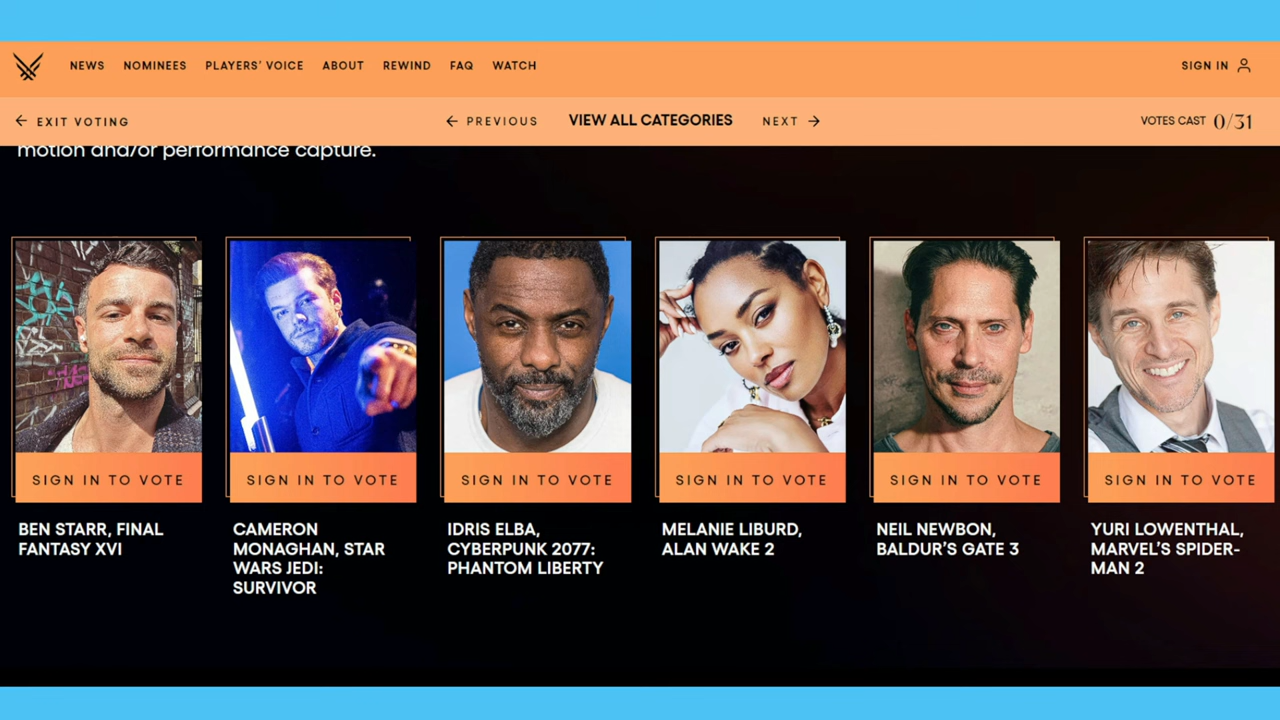 NEWS NOMINEES PLAYERS' VOICE ABOUT REWIND FAQ WATCH SIGN IN
EXIT VOTING PREVIOUS VIEW ALL CATEGORIES NEXT VOTES CAST 0/31
motion and/or performance capture.
SIGN IN TO VOTE SIGN IN TO VOTE SIGN IN TO VOTE SIGN IN TO VOTE SIGN IN TO VOTE SIGN IN TO VOTE
BEN STARR, FINAL
FANTASY XVI
CAMERON
MONAGHAN, STAR
WARS JEDI:
SURVIVOR
IDRIS ELBA,
CYBERPUNK 2077:
PHANTOM LIBERTY
MELANIE LIBURD,
ALAN WAKE 2
NEIL NEWBON,
BALDUR'S GATE 3
YURI LOWENTHAL,
MARVEL'S SPIDER-
MAN 2